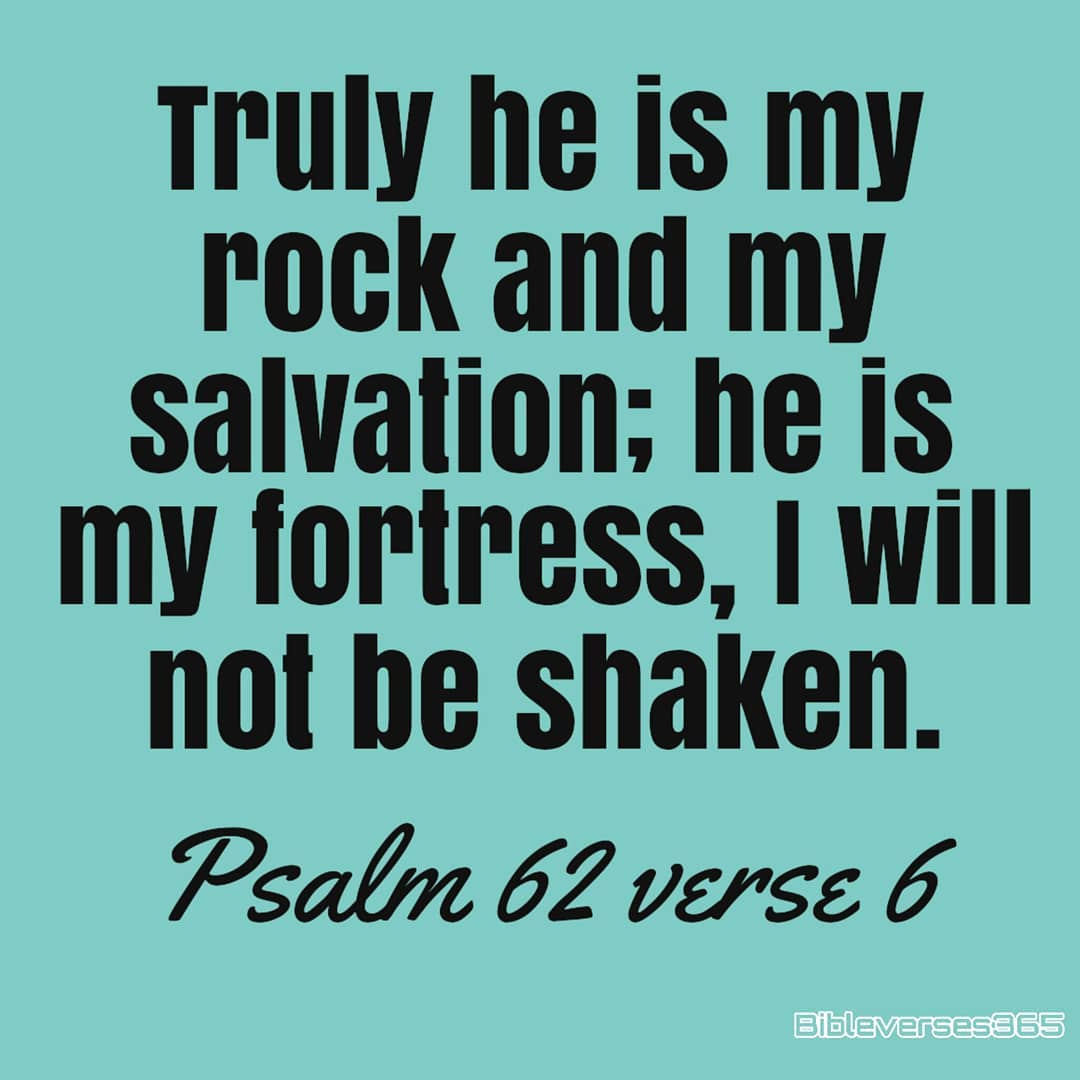 Truly he is my
rock and my
salvation; he is
my fortress, I will
not be shaken.
Psalm 62 verse 6
Bibleverses365